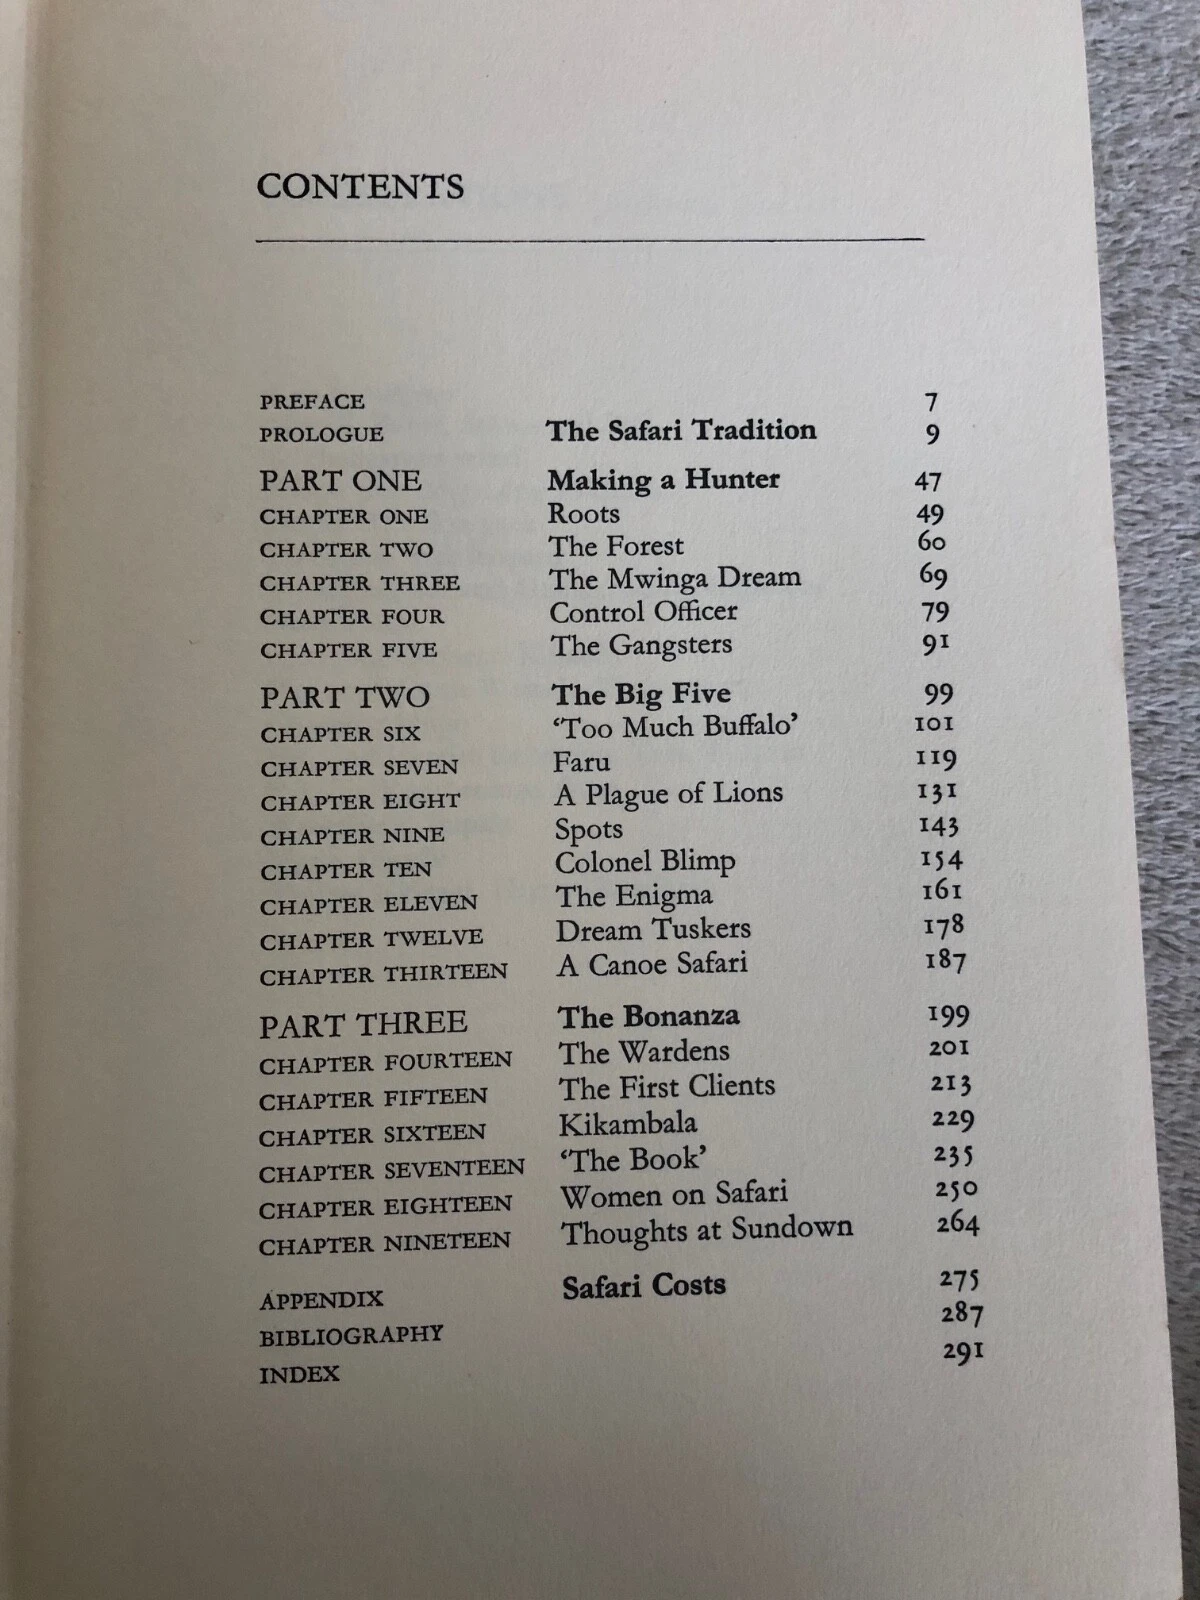 CONTENTS
PREFACE 7
PROLOGUE The Safari Tradition 9
PART ONE Making a Hunter 47
CHAPTER ONE Roots 49
CHAPTER TWO The Forest 60
CHAPTER THREE The Mwinga Dream 69
CHAPTER FOUR Control Officer 79
CHAPTER FIVE The Gangsters 91
PART TWO The Big Five 99
CHAPTER SIX ‘Too Much Buffalo’ 101
CHAPTER SEVEN Faru 119
CHAPTER EIGHT A Plague of Lions 131
CHAPTER NINE Spots 143
CHAPTER TEN Colonel Blimp 154
CHAPTER ELEVEN The Enigma 161
CHAPTER TWELVE Dream Tuskers 178
CHAPTER THIRTEEN A Canoe Safari 187
PART THREE The Bonanza 199
CHAPTER FOURTEEN The Wardens 201
CHAPTER FIFTEEN The First Clients 213
CHAPTER SIXTEEN Kikambala 229
CHAPTER SEVENTEEN ‘The Book’ 235
CHAPTER EIGHTEEN Women on Safari 250
CHAPTER NINETEEN Thoughts at Sundown 264
APPENDIX Safari Costs 275
BIBLIOGRAPHY 287
INDEX 291